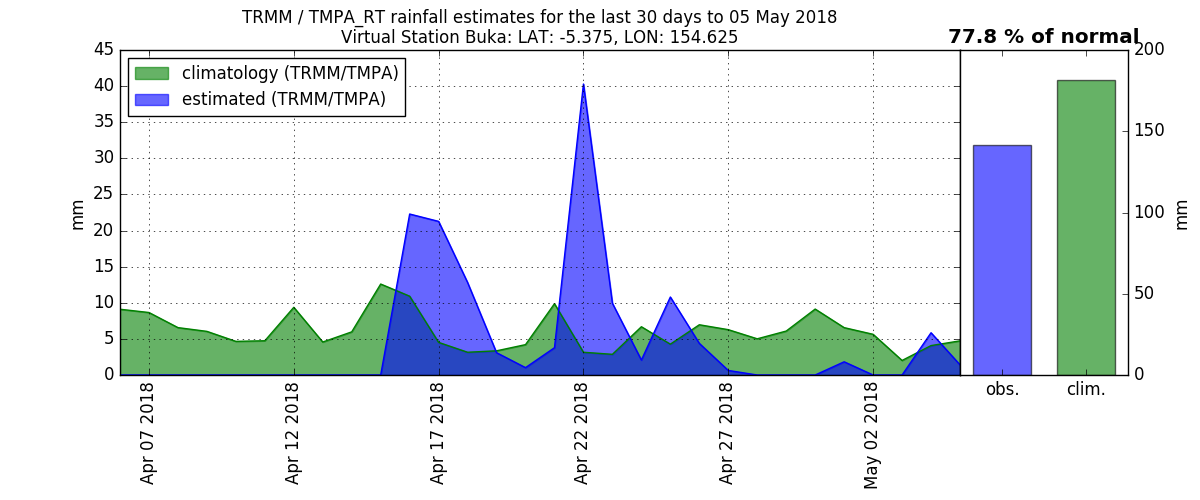 TRMM / TMPA_RT rainfall estimates for the last 30 days to 05 May 2018
Virtual Station Buka: LAT: -5.375, LON: 154.625
77.8 % of normal
climatology (TRMM/TMPA)
estimated (TRMM/TMPA)
mm
45
40
35
30
25
20
15
10
5
0
Apr 07 2018
Apr 12 2018
Apr 17 2018
Apr 22 2018
Apr 27 2018
May 02 2018
200
150
100
50
0
mm
obs.
clim.